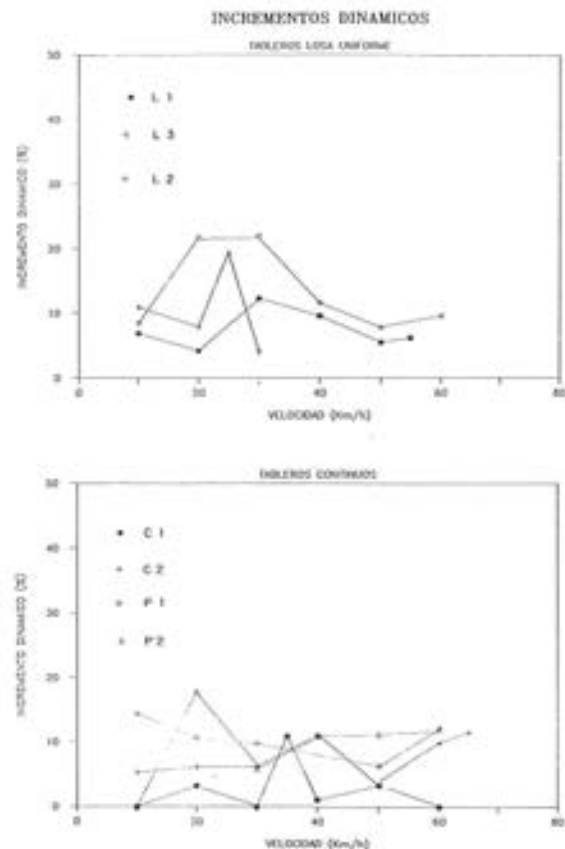 INCREMENTOS DINAMICOS
TABLEROS LOSA UNIFORME
50
40
30
20
10
0
INCREMENTO DINAMICO (%)
L 1
L 3
L 2
0
20
40
60
80
VELOCIDAD (Km/h)
TABLEROS CONTINUOS
50
40
30
20
10
0
INCREMENTO DINAMICO (%)
C 1
C 2
P 1
P 2
0
20
40
60
80
VELOCIDAD (Km/h)